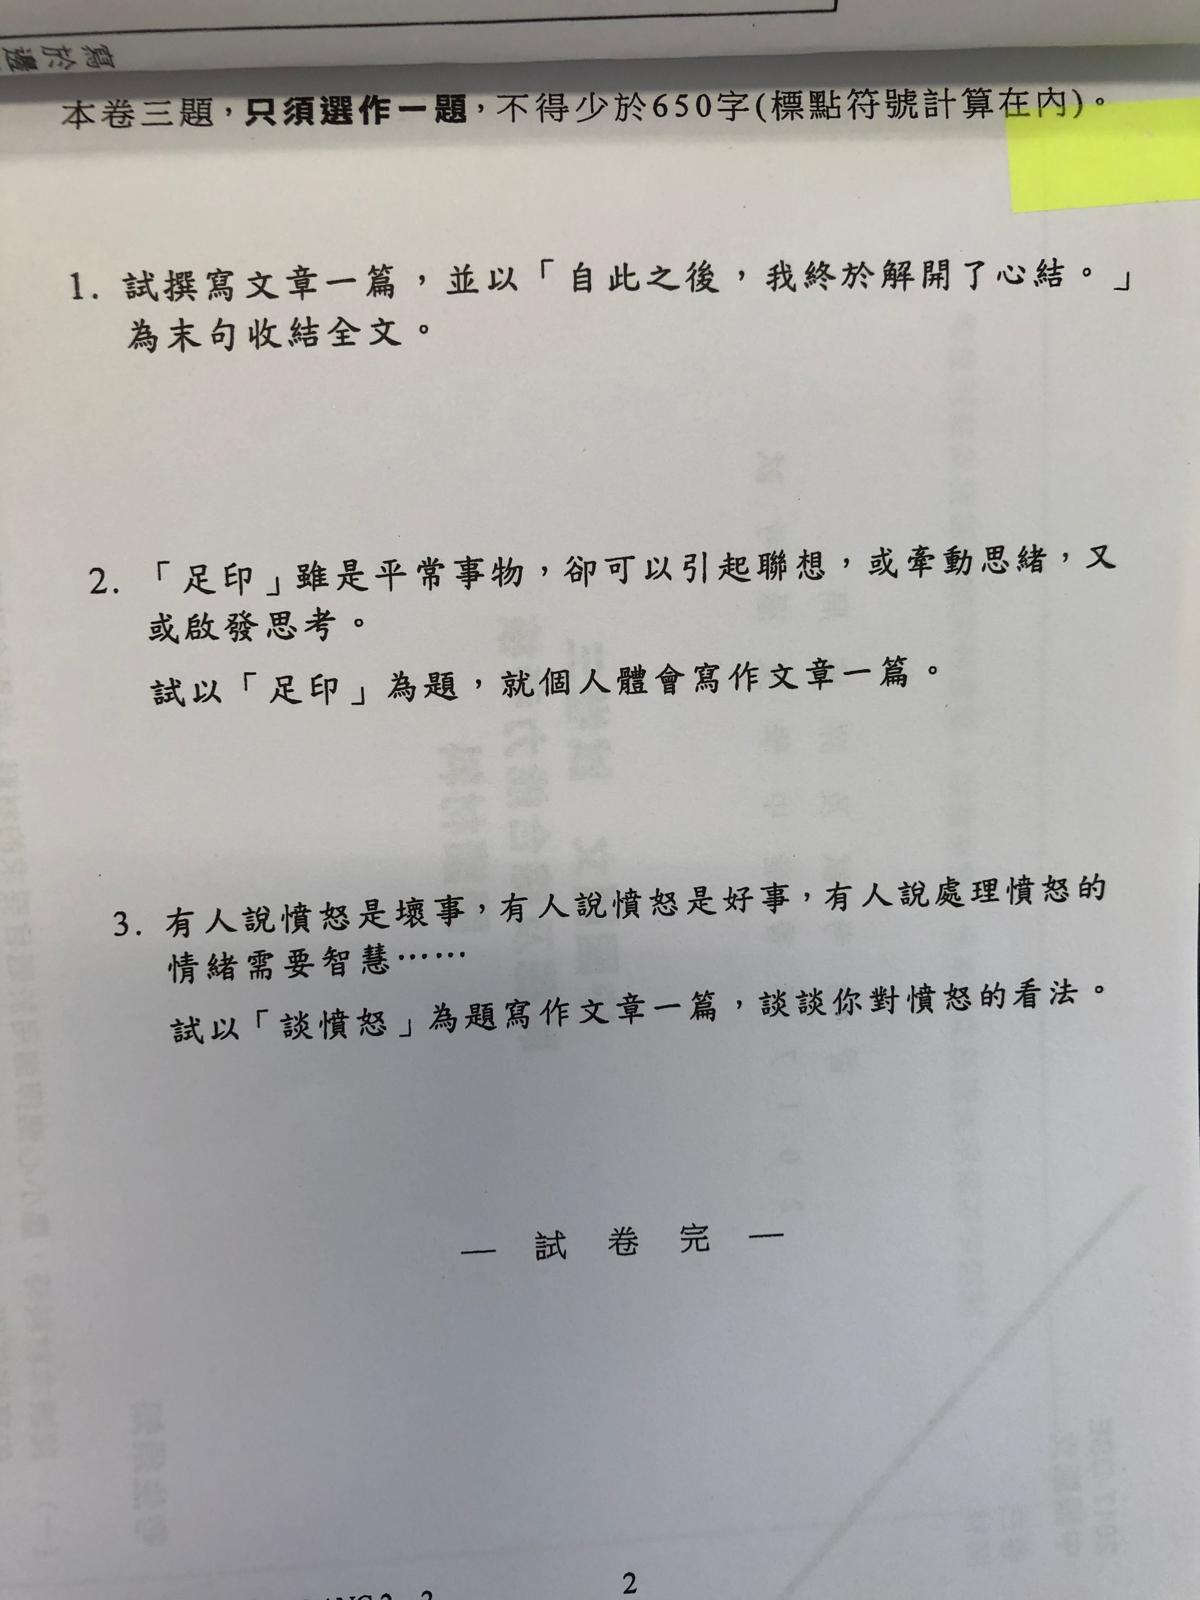 寫於邊
本卷三題，只須選作一題，不得少於650字(標點符號計算在內)。
1. 試撰寫文章一篇，並以「自此之後，我終於解開了心結。」
為末句收結全文。
2. 「足印」雖是平常事物，卻可以引起聯想，或牽動思緒，又
或啟發思考。
試以「足印」為題，就個人體會寫作文章一篇。
3. 有人說憤怒是壞事，有人說憤怒是好事，有人說處理憤怒的
情緒需要智慧……
試以「談憤怒」為題寫作文章一篇，談談你對憤怒的看法。
— 試卷完 —
2